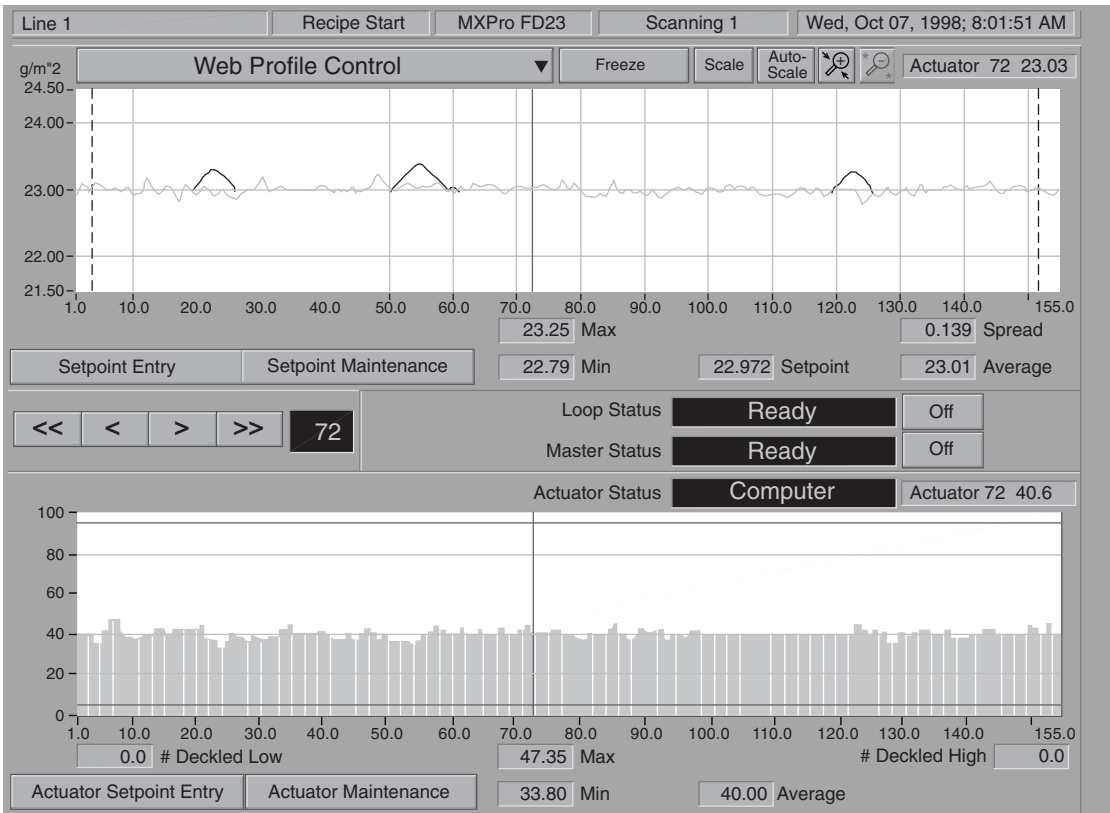 Line 1 Recipe Start MXPro FD23 Scanning 1 Wed, Oct 07, 1998; 8:01:51 AM
g/m"2 Web Profile Control ▼ Freeze Scale Auto-Scale Actuator 72 23.03
24.50
24.00
23.00
22.00
21.50
1.0 10.0 20.0 30.0 40.0 50.0 60.0 70.0 80.0 90.0 100.0 110.0 120.0 130.0 140.0 155.0
23.25 Max 0.139 Spread
Setpoint Entry Setpoint Maintenance 22.79 Min 22.972 Setpoint 23.01 Average
Loop Status Ready Off
<< < > >> 72
Master Status Ready Off
Actuator Status Computer Actuator 72 40.6
100
80
60
40
20
0
1.0 10.0 20.0 30.0 40.0 50.0 60.0 70.0 80.0 90.0 100.0 110.0 120.0 130.0 140.0 155.0
0.0 # Deckled Low 47.35 Max # Deckled High 0.0
Actuator Setpoint Entry Actuator Maintenance 33.80 Min 40.00 Average